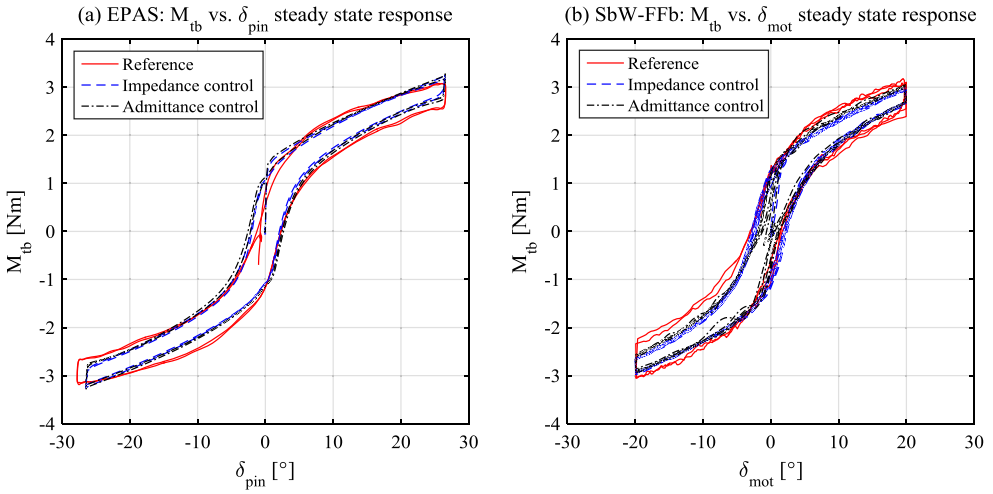 (a) EPAS: M_tb vs. δ_pin steady state response
4
3
2
1
0
-1
-2
-3
-4
M_tb [Nm]
Reference
Impedance control
Admittance control
-30 -20 -10 0 10 20 30
δ_pin [°]
(b) SbW-FFb: M_tb vs. δ_mot steady state response
4
3
2
1
0
-1
-2
-3
-4
M_tb [Nm]
Reference
Impedance control
Admittance control
-30 -20 -10 0 10 20 30
δ_mot [°]